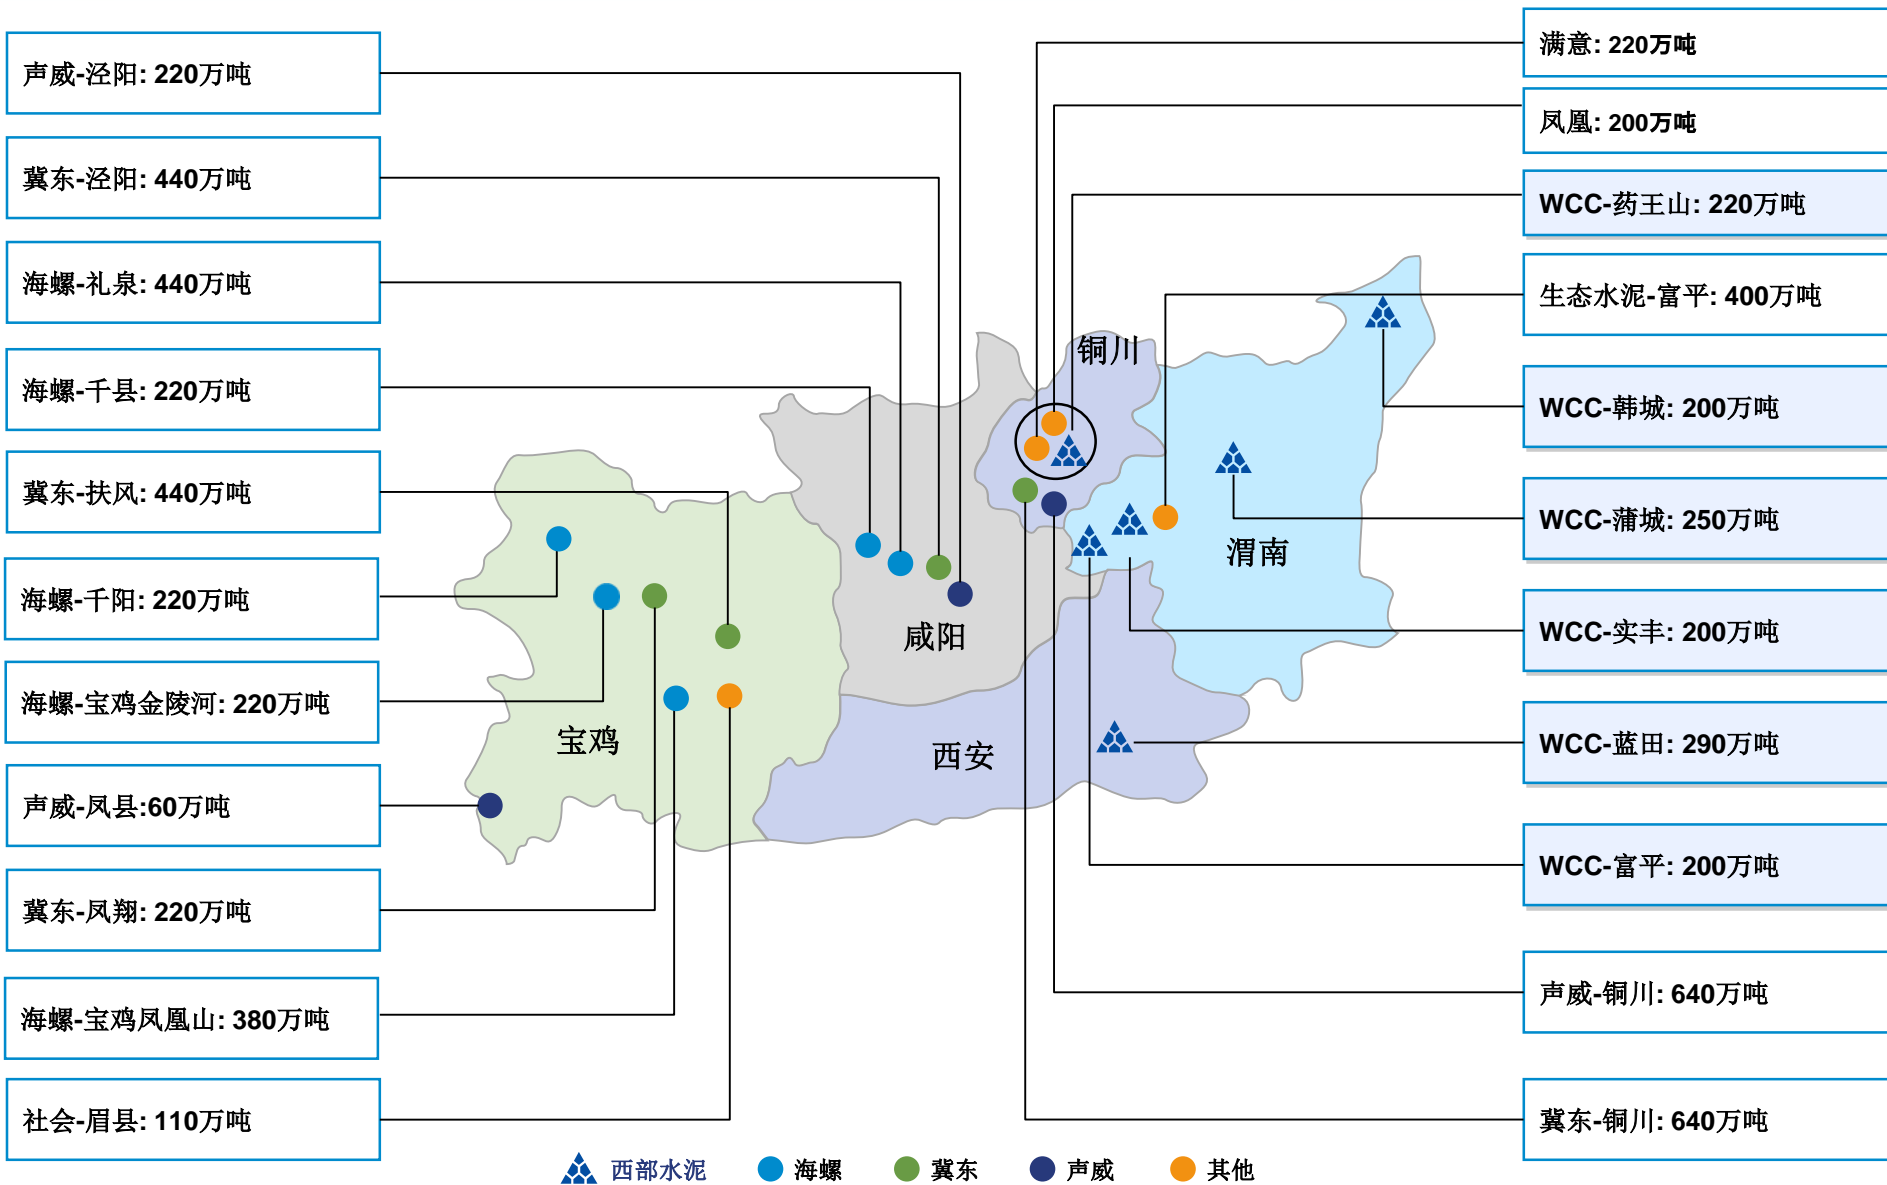 声威-泾阳: 220万吨
冀东-泾阳: 440万吨
海螺-礼泉: 440万吨
海螺-千县: 220万吨
冀东-扶风: 440万吨
海螺-千阳: 220万吨
海螺-宝鸡金陵河: 220万吨
声威-凤县:60万吨
冀东-凤翔: 220万吨
海螺-宝鸡凤凰山: 380万吨
社会-眉县: 110万吨
铜川
渭南
咸阳
宝鸡
西安
满意: 220万吨
凤凰: 200万吨
WCC-药王山: 220万吨
生态水泥-富平: 400万吨
WCC-韩城: 200万吨
WCC-蒲城: 250万吨
WCC-实丰: 200万吨
WCC-蓝田: 290万吨
WCC-富平: 200万吨
声威-铜川: 640万吨
冀东-铜川: 640万吨
西部水泥 海螺 冀东 声威 其他